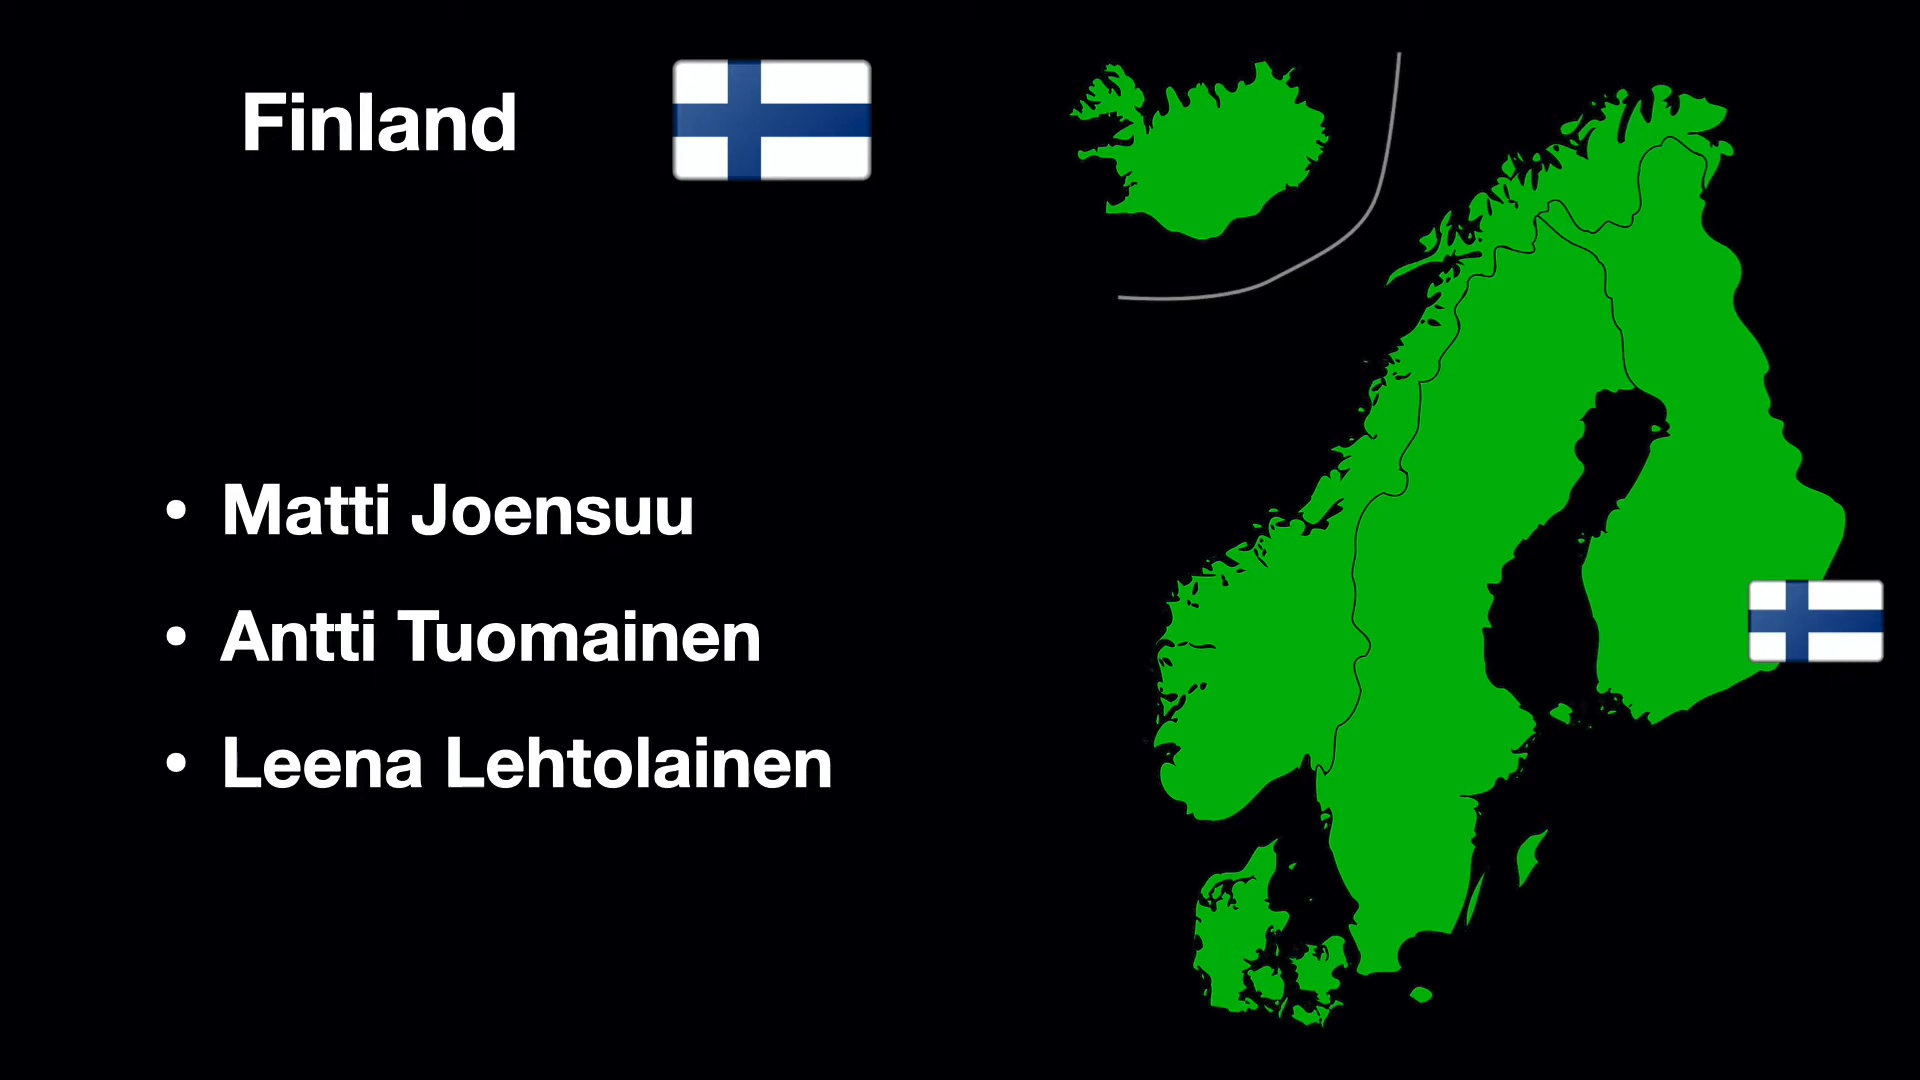 Finland
• Matti Joensuu
• Antti Tuomainen
• Leena Lehtolainen